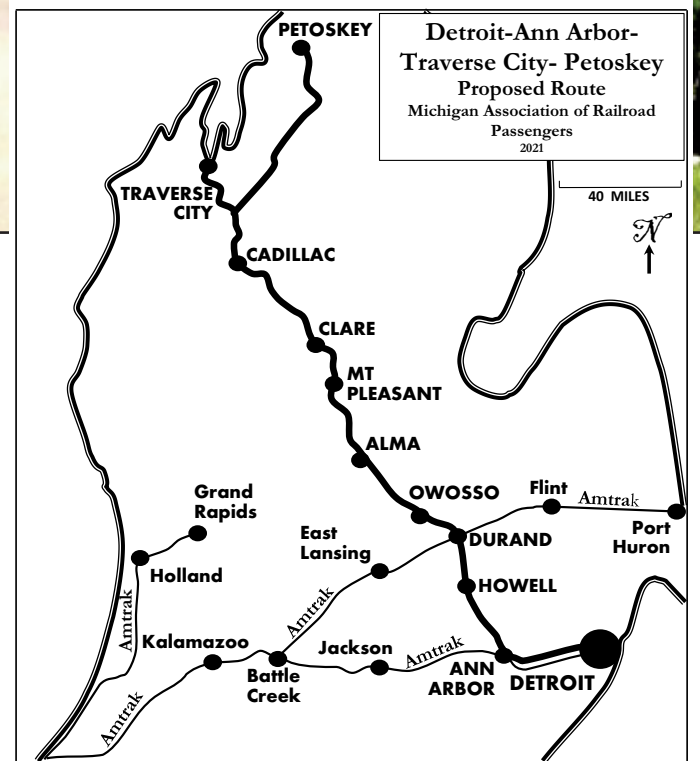 Detroit-Ann Arbor-
Traverse City- Petoskey
Proposed Route
Michigan Association of Railroad
Passengers
2021
40 MILES
N
PETOSKEY
TRAVERSE
CITY
CADILLAC
CLARE
MT
PLEASANT
ALMA
OWOSSO
Flint
Amtrak
Port
Huron
DURAND
Grand
Rapids
East
Lansing
Holland
HOWELL
Amtrak
Amtrak
Kalamazoo
Battle
Creek
Jackson
Amtrak
ANN
ARBOR
DETROIT
Amtrak